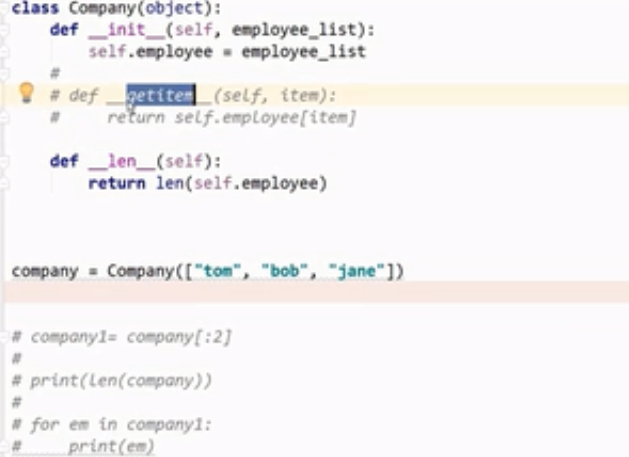 class Company(object):
    def __init__(self, employee_list):
        self.employee = employee_list
    #
    # def __getitem__(self, item):
    #     return self.employee[item]
    def __len__(self):
        return len(self.employee)
company = Company(["tom", "bob", "jane"])
# company1= company[:2]
#
# print(len(company))
#
# for em in company1:
#     print(em)